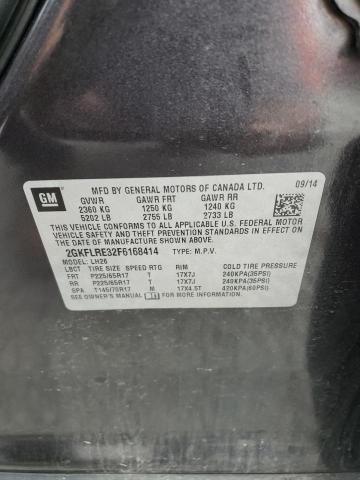 GM
MFD BY GENERAL MOTORS OF CANADA LTD. 09/14
GVWR GAWR FRT GAWR RR
2360 KG 1250 KG 1240 KG
5202 LB 2755 LB 2733 LB
THIS VEHICLE CONFORMS TO ALL APPLICABLE U.S. FEDERAL MOTOR
VEHICLE SAFETY, BUMPER, AND THEFT PREVENTION STANDARDS
IN EFFECT ON THE DATE OF MANUFACTURE SHOWN ABOVE.
2GKFLRE32F6168414 TYPE: M.P.V.
MODEL: LH26
LBCT TIRE SIZE SPEED RTG RIM COLD TIRE PRESSURE
FRT P225/65R17 T 17X7J 240KPA(35PSI)
RR P225/65R17 T 17X7J 240KPA(35PSI)
SPA T145/70R17 M 17X4.5T 420KPA(60PSI)
SEE OWNER'S MANUAL FOR ADDITIONAL INFORMATION.